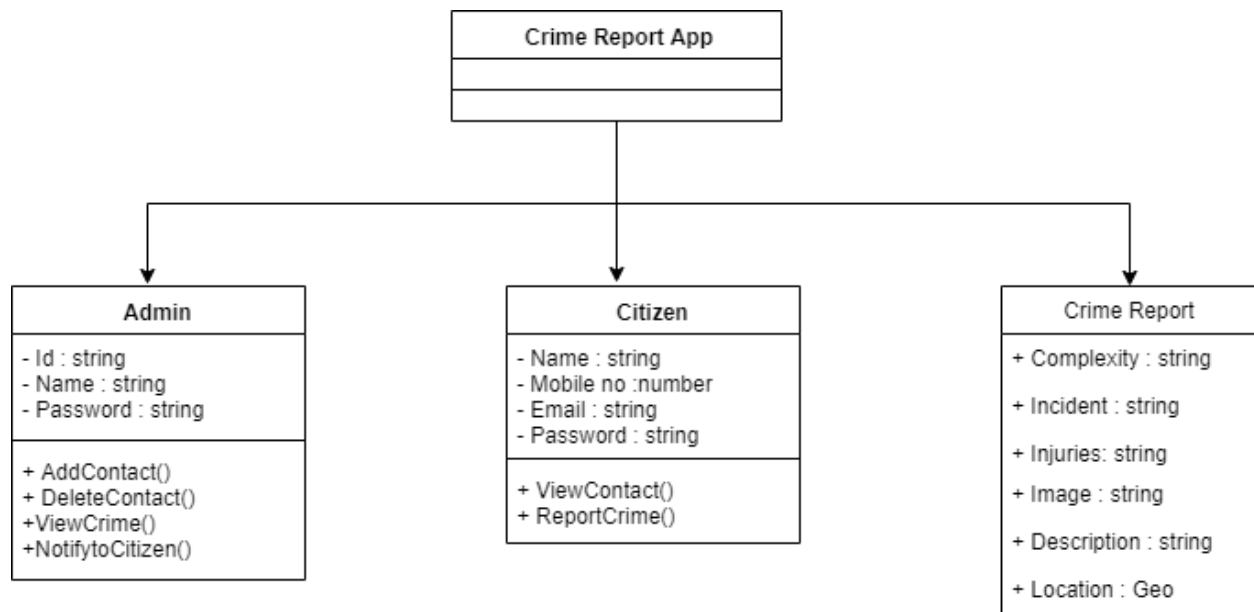 Crime Report App
Admin
- Id : string
- Name : string
- Password : string
+ AddContact()
+ DeleteContact()
+ViewCrime()
+NotifytoCitizen()
Citizen
- Name : string
- Mobile no :number
- Email : string
- Password : string
+ ViewContact()
+ ReportCrime()
Crime Report
+ Complexity : string
+ Incident : string
+ Injuries: string
+ Image : string
+ Description : string
+ Location : Geo